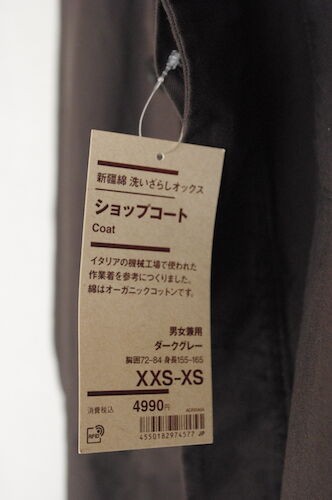 新疆綿 洗いざらしオックス
ショップコート
Coat
イタリアの機械工場で使われた
作業着を参考につくりました。
綿はオーガニックコットンです。
男女兼用
ダークグレー
胸囲72-84 身長155-165
XXS-XS
消費税込 4990円
RFID
4550182974577 JP